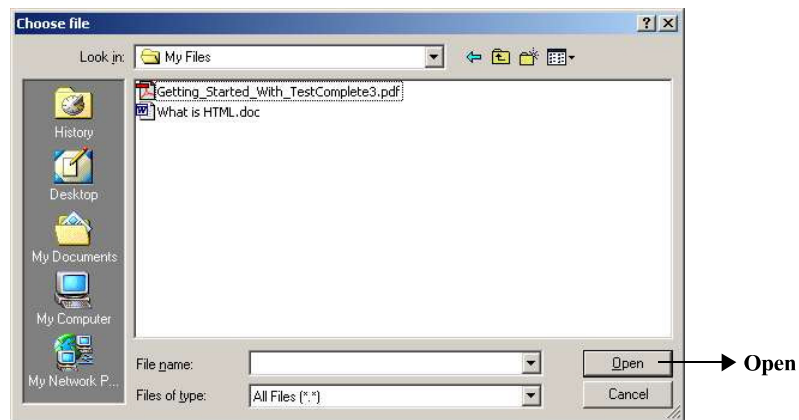 Choose file
Look in: My Files
Getting_Started_With_TestComplete3.pdf
What is HTML.doc
History
Desktop
My Documents
My Computer
My Network P...
File name:
Open
Open
Files of type: All Files (*.*)
Cancel